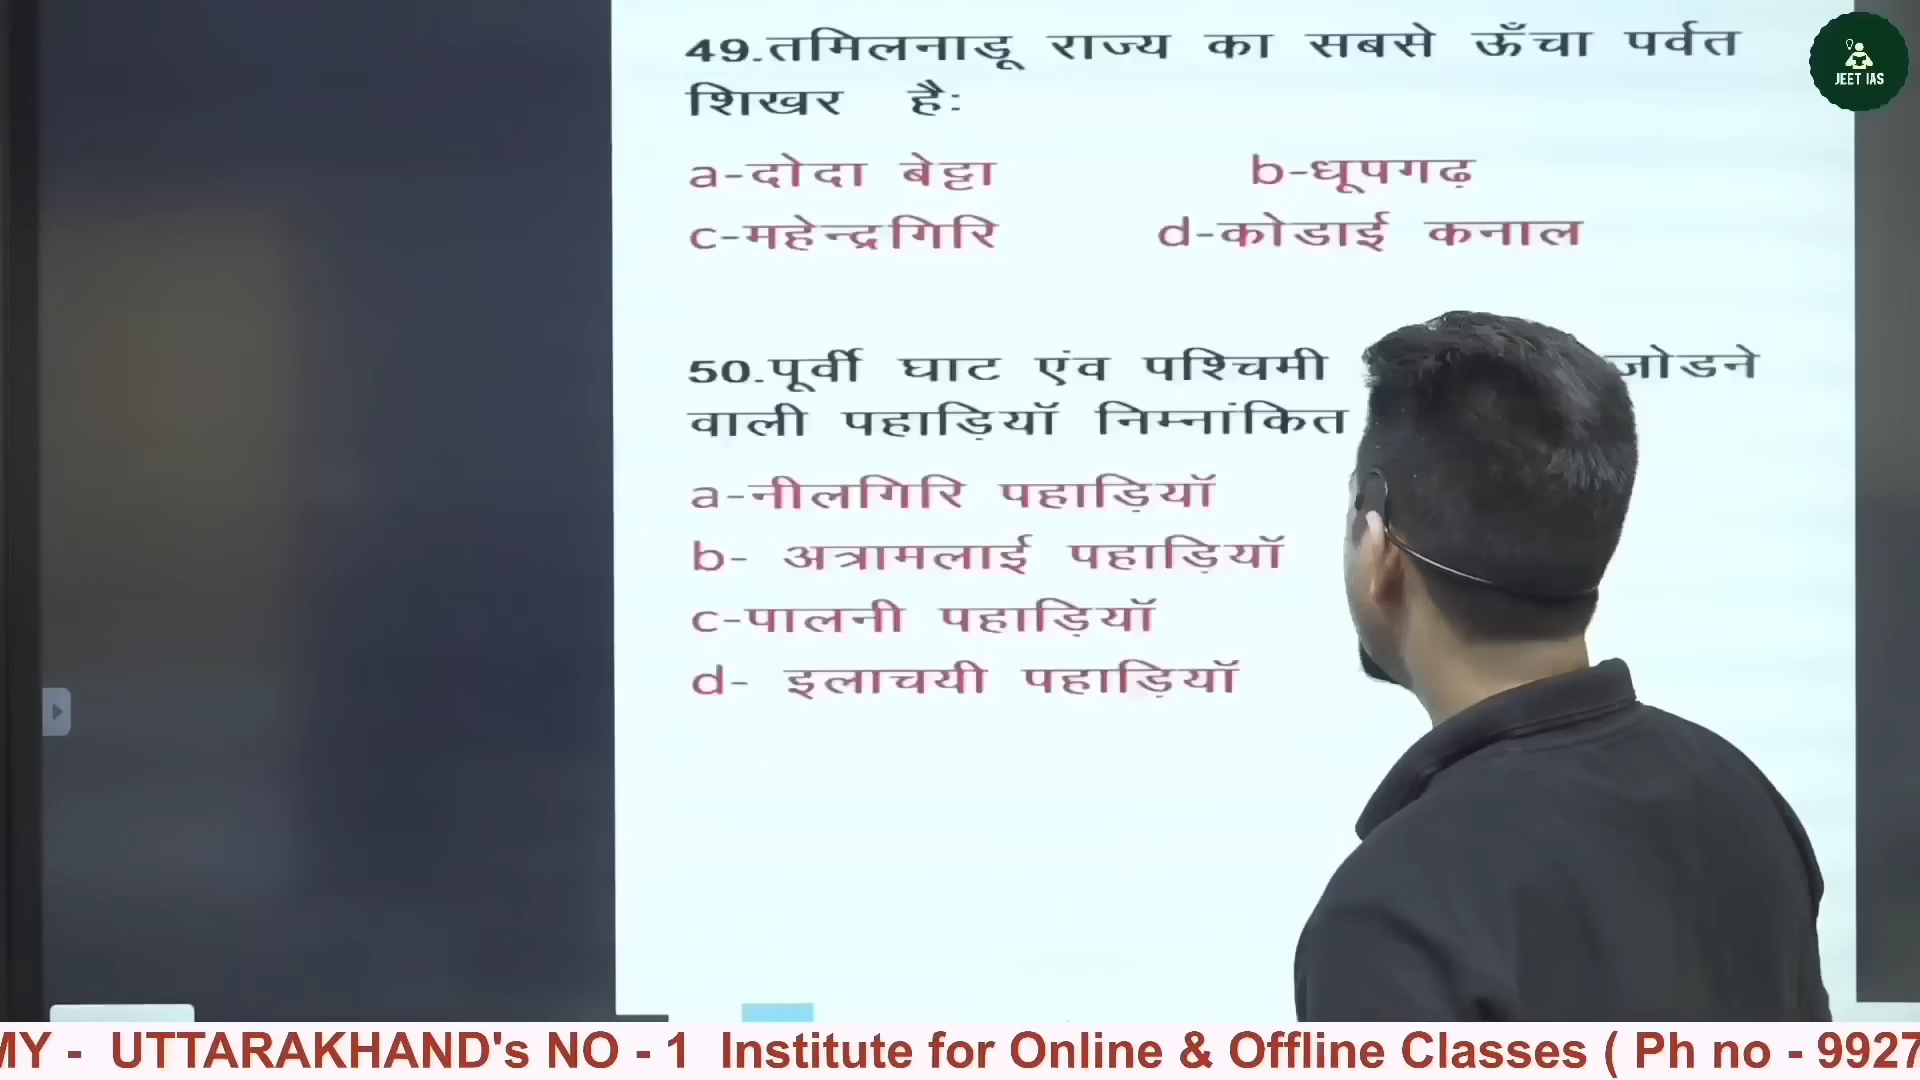 49.तमिलनाडू राज्य का सबसे ऊँचा पर्वत
शिखर है:
a-दोदा बेट्टा b-धूपगढ़
c-महेन्द्रगिरि d-कोडाई कनाल
JEET IAS
50.पूर्वी घाट एंव पश्चिमी जोडने
वाली पहाड़ियॉ निम्नांकित
a-नीलगिरि पहाड़ियॉ
b- अत्रामलाई पहाड़ियॉ
c-पालनी पहाड़ियॉ
d- इलाचयी पहाड़ियॉ
MY - UTTARAKHAND's NO - 1 Institute for Online & Offline Classes ( Ph no - 9927